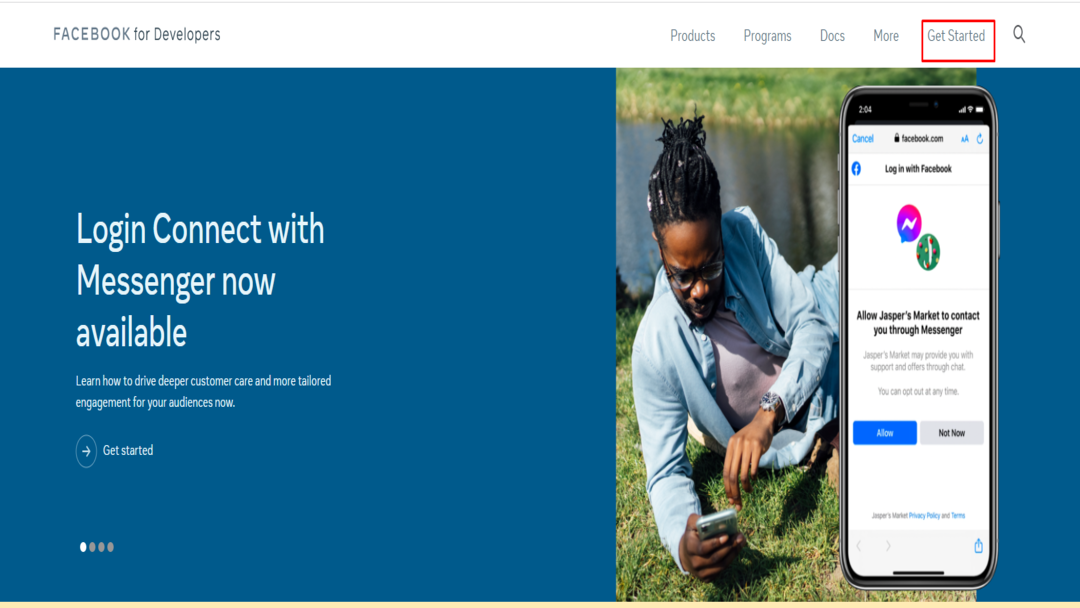 FACEBOOK for Developers
Products
Programs
Docs
More
Get Started
Login Connect with
Messenger now
available
Learn how to drive deeper customer care and more tailored
engagement for your audiences now.
Get started
2:04
Cancel
facebook.com
AA
Log in with Facebook
Allow Jasper's Market to contact
you through Messenger
Jasper's Market may provide you with
support and offers through chat.
You can opt out at any time.
Allow
Not Now
Jasper's Market Privacy Policy and Terms